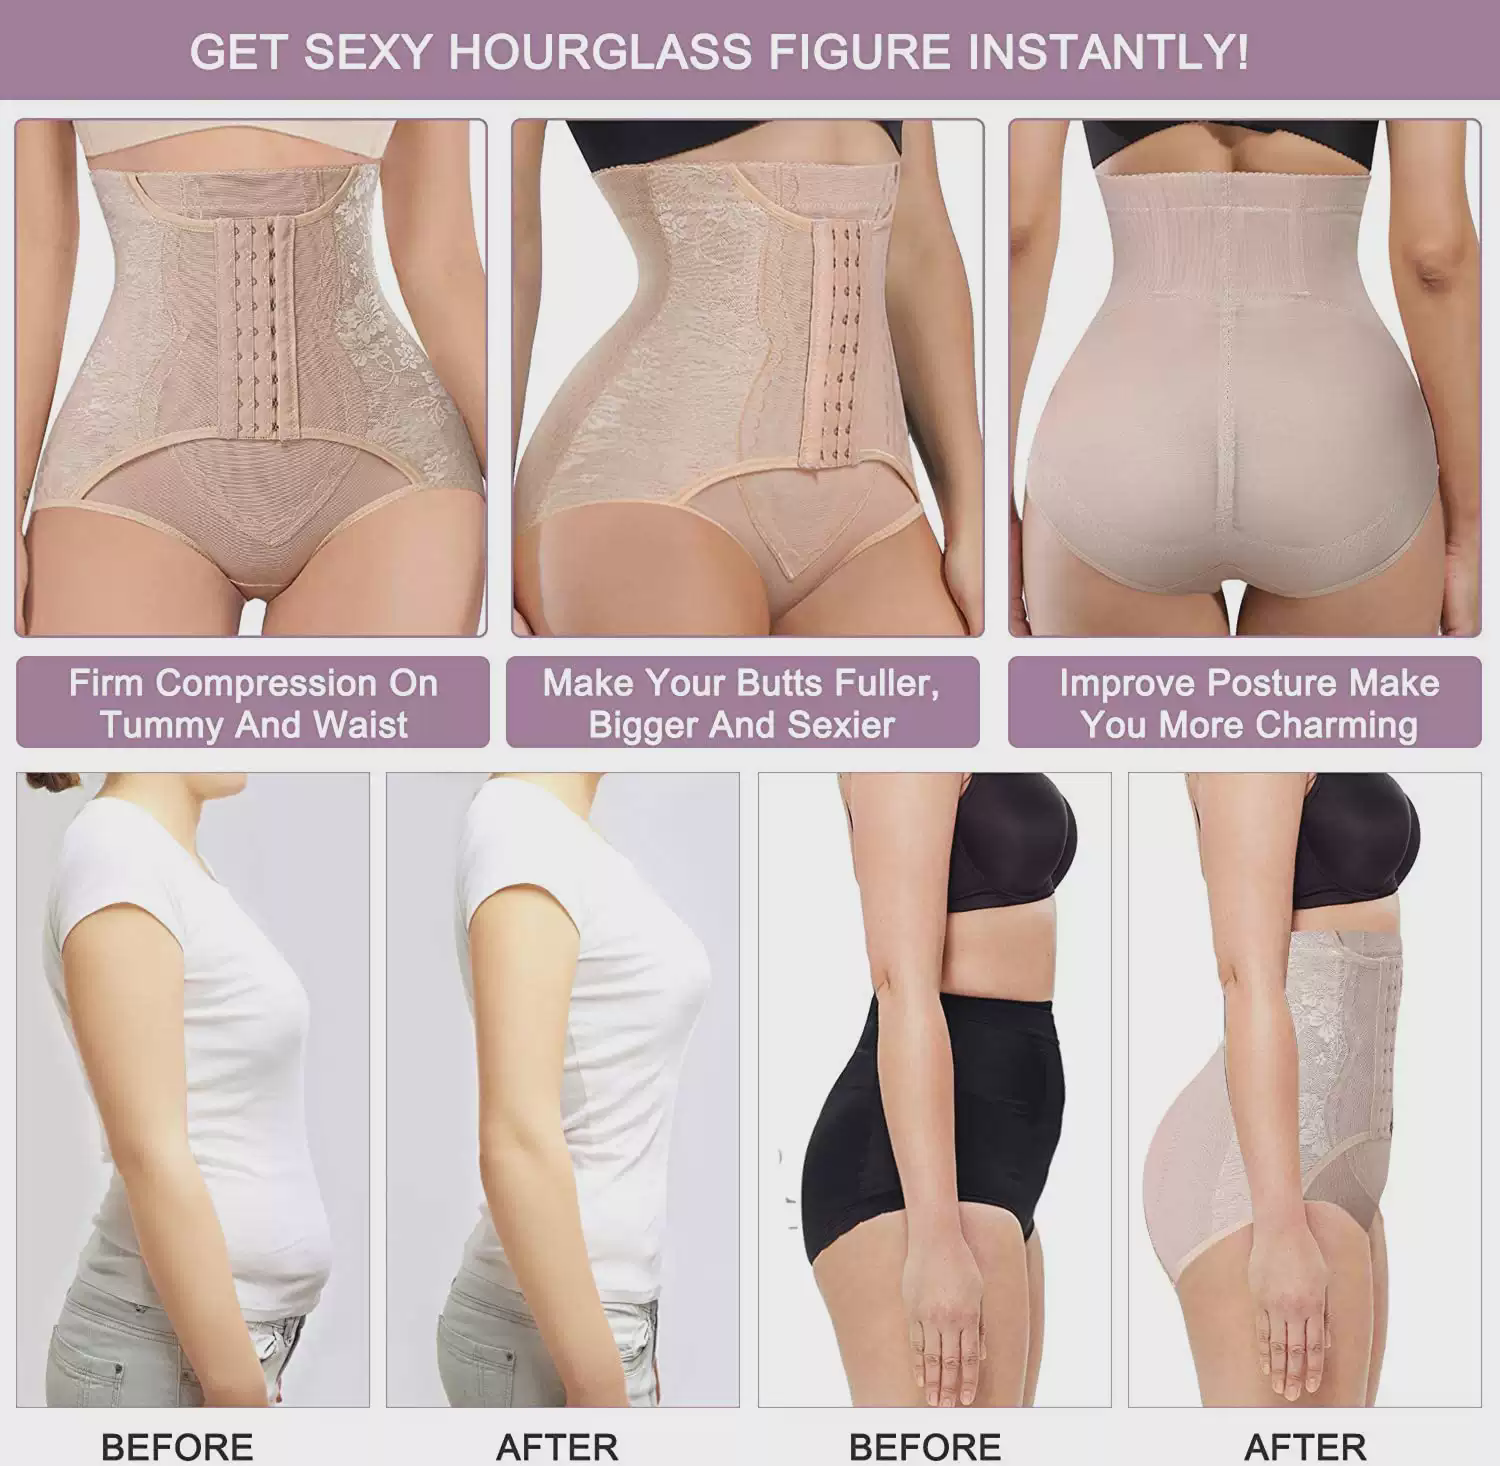 GET SEXY HOURGLASS FIGURE INSTANTLY!
Firm Compression On
Tummy And Waist
Make Your Butts Fuller,
Bigger And Sexier
Improve Posture Make
You More Charming
BEFORE
AFTER
BEFORE
AFTER